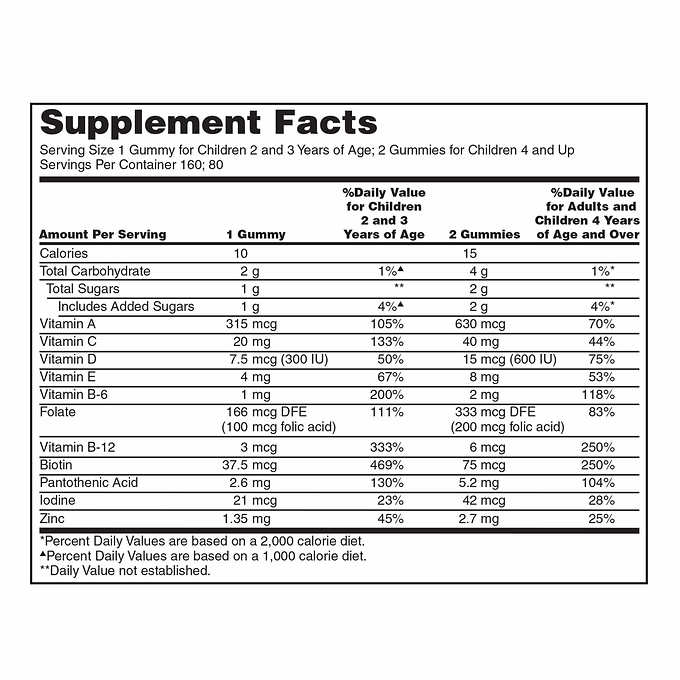 Supplement Facts
Serving Size 1 Gummy for Children 2 and 3 Years of Age; 2 Gummies for Children 4 and Up
Servings Per Container 160; 80
%Daily Value %Daily Value
for Children for Adults and
2 and 3 Children 4 Years
Amount Per Serving 1 Gummy Years of Age 2 Gummies of Age and Over
Calories 10 15
Total Carbohydrate 2 g 1%▲ 4 g 1%*
Total Sugars 1 g ** 2 g **
Includes Added Sugars 1 g 4%▲ 2 g 4%*
Vitamin A 315 mcg 105% 630 mcg 70%
Vitamin C 20 mg 133% 40 mg 44%
Vitamin D 7.5 mcg (300 IU) 50% 15 mcg (600 IU) 75%
Vitamin E 4 mg 67% 8 mg 53%
Vitamin B-6 1 mg 200% 2 mg 118%
Folate 166 mcg DFE 111% 333 mcg DFE 83%
(100 mcg folic acid) (200 mcg folic acid)
Vitamin B-12 3 mcg 333% 6 mcg 250%
Biotin 37.5 mcg 469% 75 mcg 250%
Pantothenic Acid 2.6 mg 130% 5.2 mg 104%
Iodine 21 mcg 23% 42 mcg 28%
Zinc 1.35 mg 45% 2.7 mg 25%
*Percent Daily Values are based on a 2,000 calorie diet.
▲Percent Daily Values are based on a 1,000 calorie diet.
**Daily Value not established.